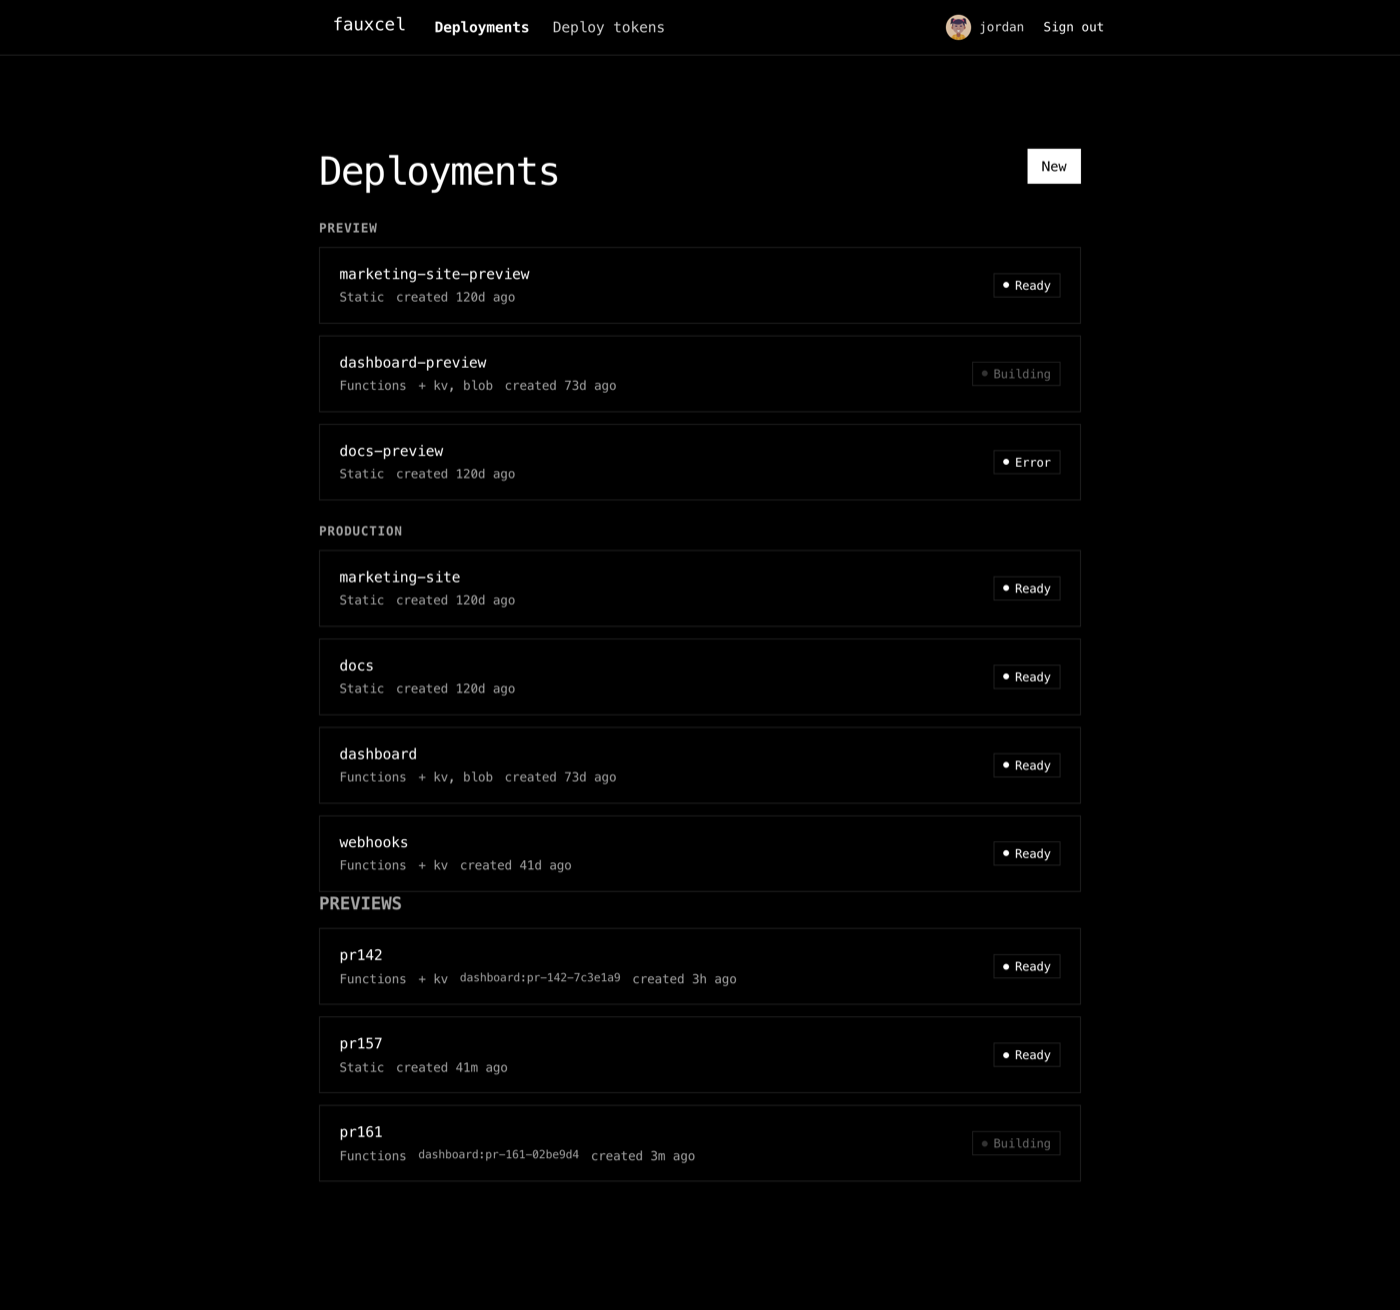 fauxcel Deployments Deploy tokens jordan Sign out
Deployments New
PREVIEW
marketing-site-preview
Static created 120d ago
Ready
dashboard-preview
Functions + kv, blob created 73d ago
Building
docs-preview
Static created 120d ago
Error
PRODUCTION
marketing-site
Static created 120d ago
Ready
docs
Static created 120d ago
Ready
dashboard
Functions + kv, blob created 73d ago
Ready
webhooks
Functions + kv created 41d ago
Ready
PREVIEWS
pr142
Functions + kv dashboard:pr-142-7c3e1a9 created 3h ago
Ready
pr157
Static created 41m ago
Ready
pr161
Functions dashboard:pr-161-02be9d4 created 3m ago
Building